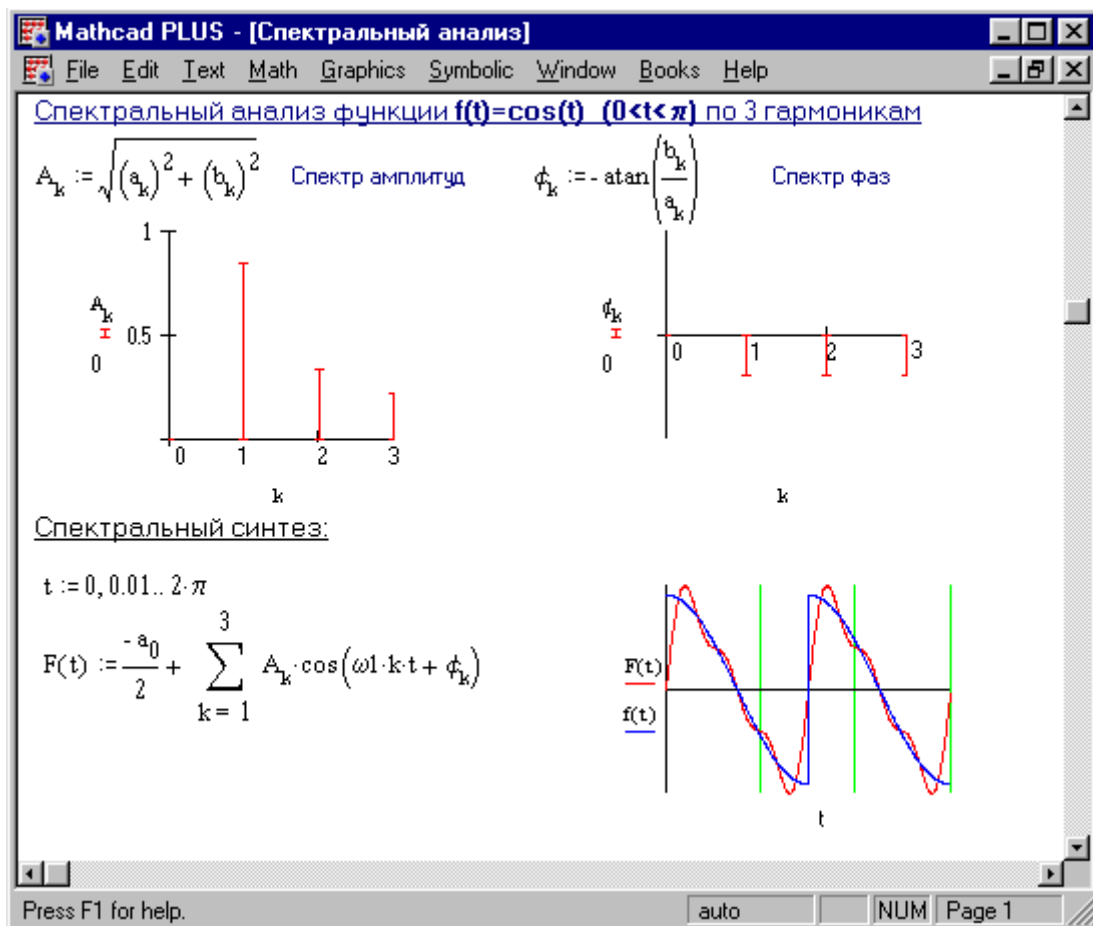 Mathcad PLUS - [Спектральный анализ]
File Edit Text Math Graphics Symbolic Window Books Help
Спектральный анализ функции f(t)=cos(t) (0<t<π) по 3 гармоникам
A_k := √((a_k)^2 + (b_k)^2) Спектр амплитуд ϕ_k := - atan(b_k/a_k) Спектр фаз
1
A_k
0.5
0
0 1 2 3
k
ϕ_k
0
0 1 2 3
k
Спектральный синтез:
t := 0, 0.01 .. 2·π
F(t) := -a_0/2 + ∑_{k = 1}^{3} A_k·cos(ω1·k·t + ϕ_k)
F(t)
f(t)
t
Press F1 for help. auto NUM Page 1